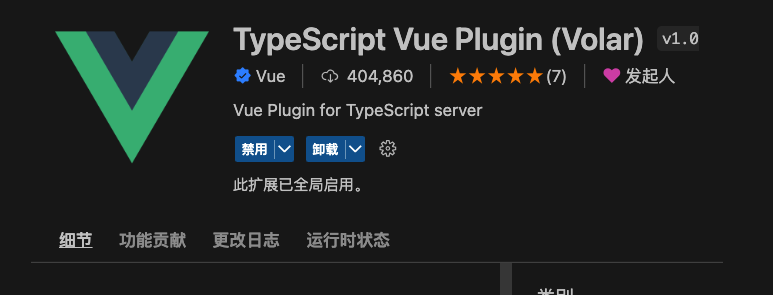 TypeScript Vue Plugin (Volar) v1.0
Vue 404,860 (7) 发起人
Vue Plugin for TypeScript server
禁用 卸载
此扩展已全局启用。
细节 功能贡献 更改日志 运行时状态
类别